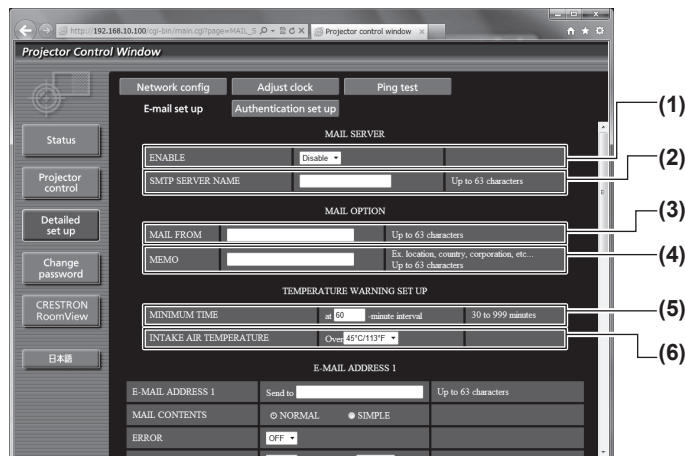 http://192.168.10.100/cgi-bin/main.cgi?page=MAIL_S
Projector control window
Projector Control Window
Network config
Adjust clock
Ping test
E-mail set up
Authentication set up
Status
Projector control
Detailed set up
Change password
CRESTRON RoomView
日本語
MAIL SERVER
ENABLE Disable
(1)
SMTP SERVER NAME Up to 63 characters
(2)
MAIL OPTION
MAIL FROM Up to 63 characters
(3)
MEMO Ex. location, country, corporation, etc...
Up to 63 characters
(4)
TEMPERATURE WARNING SET UP
MINIMUM TIME at 60 -minute interval 30 to 999 minutes
(5)
INTAKE AIR TEMPERATURE Over 45°C/113°F
(6)
E-MAIL ADDRESS 1
E-MAIL ADDRESS 1 Send to Up to 63 characters
MAIL CONTENTS NORMAL SIMPLE
ERROR OFF